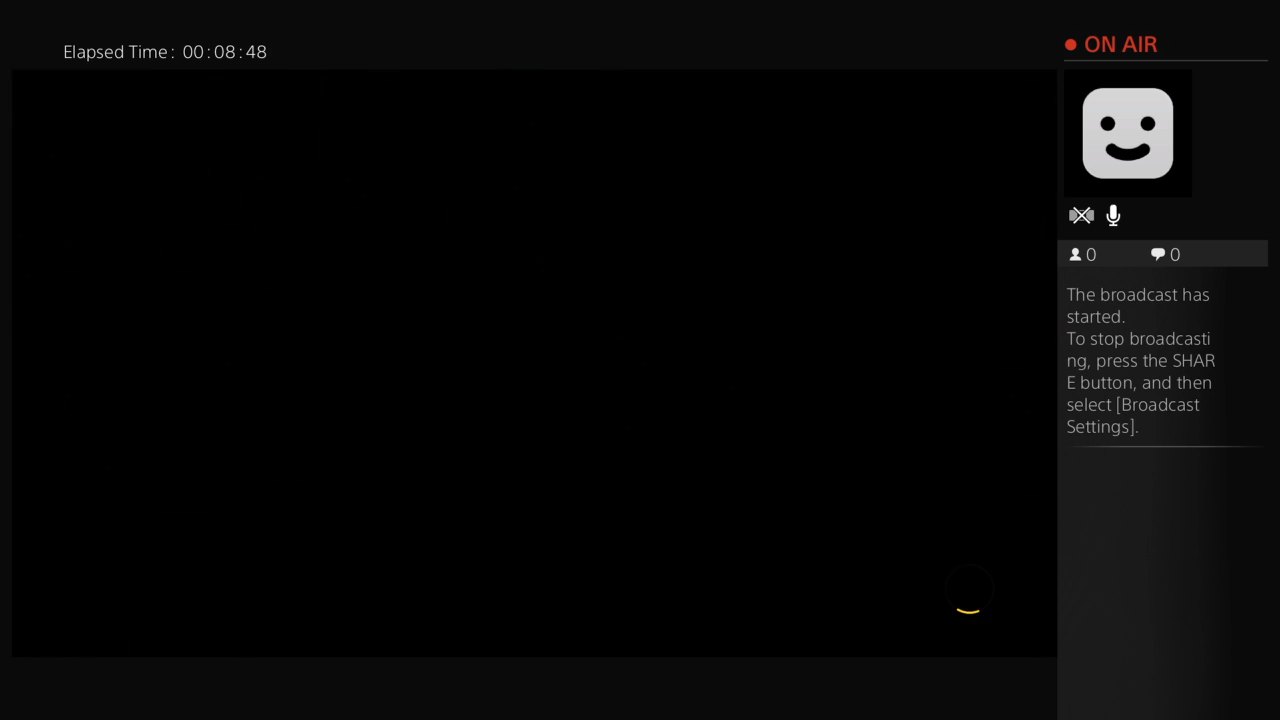 Elapsed Time: 00:08:48
ON AIR
0 0
The broadcast has
started.
To stop broadcasti
ng, press the SHAR
E button, and then
select [Broadcast
Settings].